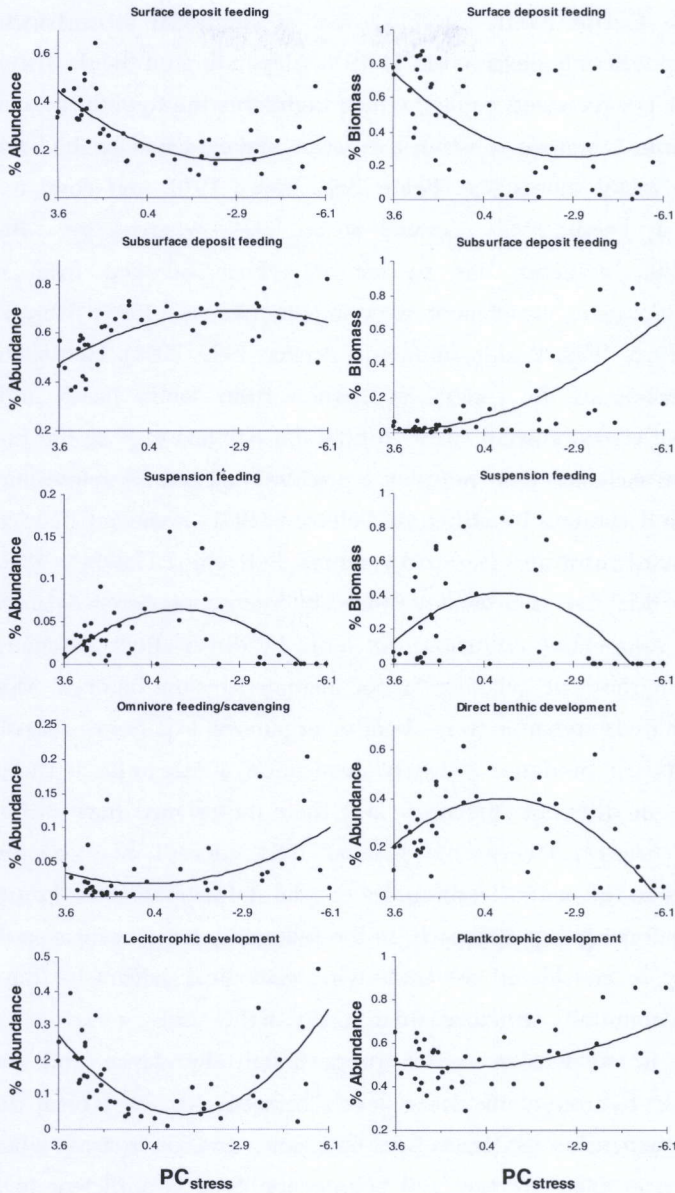 Surface deposit feeding
% Abundance
0.6
0.4
0.2
0
3.6 0.4 -2.9 -6.1
Surface deposit feeding
% Biomass
1
0.8
0.6
0.4
0.2
0
3.6 0.4 -2.9 -6.1
Subsurface deposit feeding
% Abundance
0.8
0.6
0.4
0.2
3.6 0.4 -2.9 -6.1
Subsurface deposit feeding
% Biomass
1
0.8
0.6
0.4
0.2
0
3.6 0.4 -2.9 -6.1
Suspension feeding
% Abundance
0.2
0.15
0.1
0.05
0
3.6 0.4 -2.9 -6.1
Suspension feeding
% Biomass
1
0.8
0.6
0.4
0.2
0
3.6 0.4 -2.9 -6.1
Omnivore feeding/scavenging
% Abundance
0.25
0.2
0.15
0.1
0.05
0
3.6 0.4 -2.9 -6.1
Direct benthic development
% Abundance
0.6
0.4
0.2
0
3.6 0.4 -2.9 -6.1
Lecitotrophic development
% Abundance
0.5
0.4
0.3
0.2
0.1
0
3.6 0.4 -2.9 -6.1
PCstress
Planktotrophic development
% Abundance
1
0.8
0.6
0.4
0.2
3.6 0.4 -2.9 -6.1
PCstress